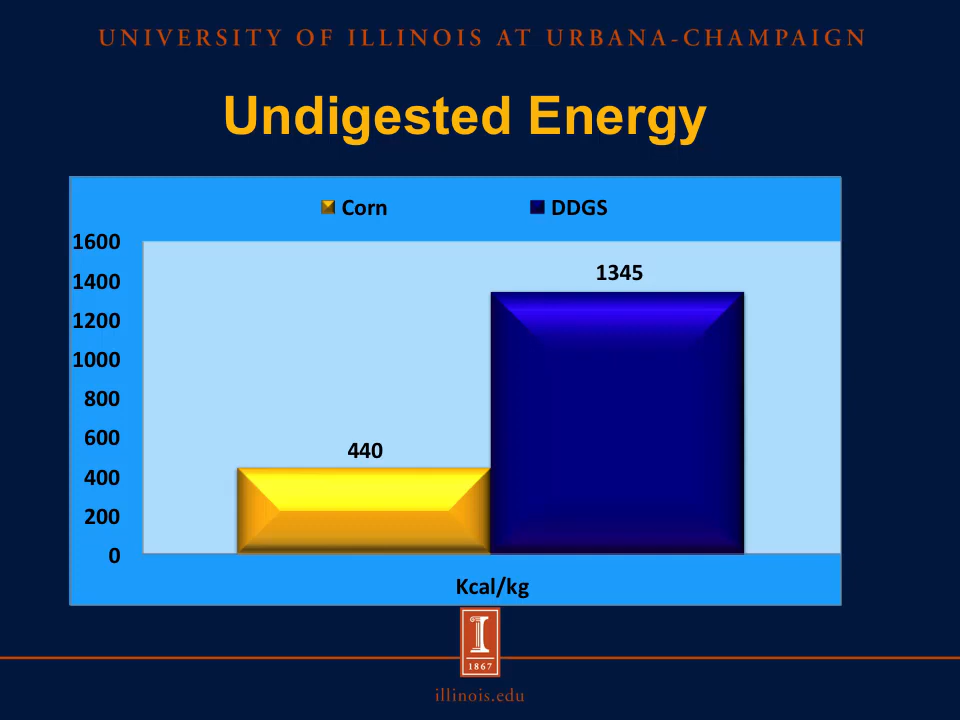 UNIVERSITY OF ILLINOIS AT URBANA-CHAMPAIGN
Undigested Energy
Corn DDGS
1600
1400
1200
1000
800
600
400
200
0
1345
440
Kcal/kg
I
1867
illinois.edu